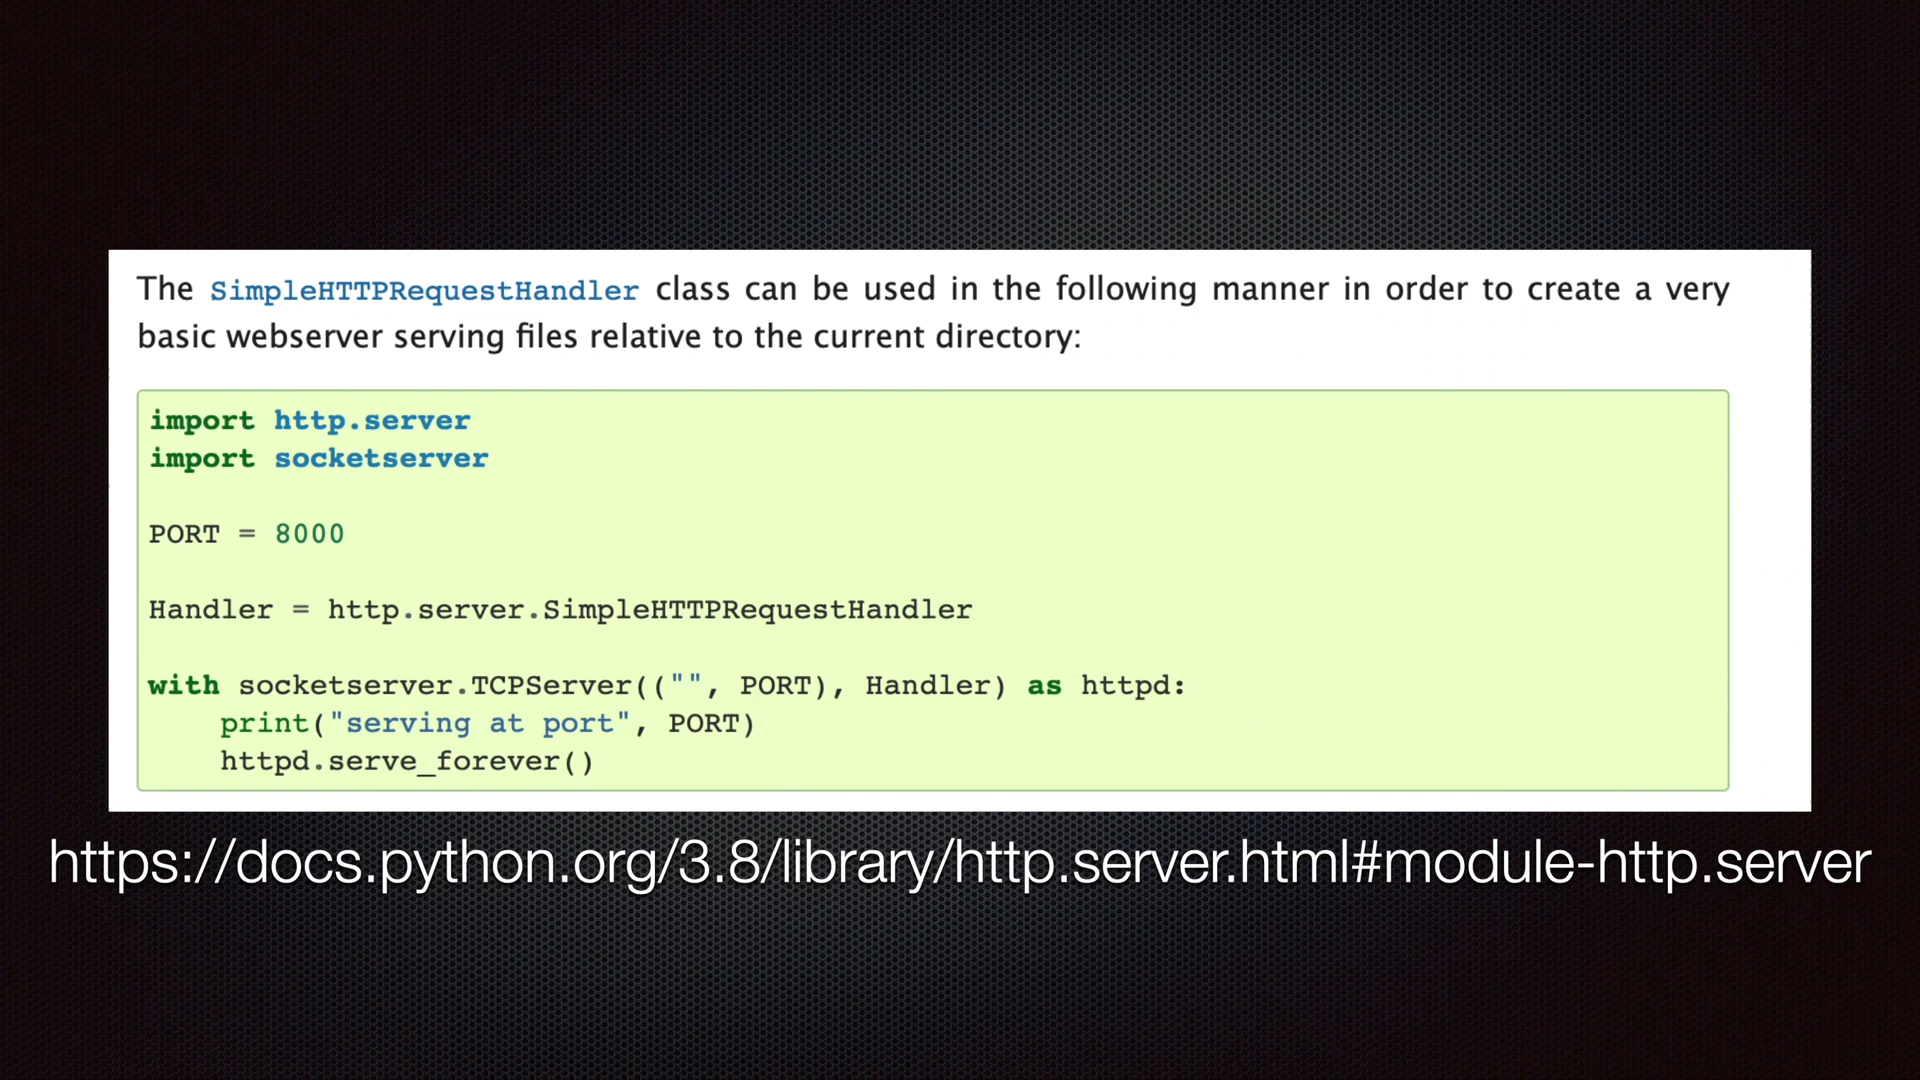 The SimpleHTTPRequestHandler class can be used in the following manner in order to create a very
basic webserver serving files relative to the current directory:
import http.server
import socketserver
PORT = 8000
Handler = http.server.SimpleHTTPRequestHandler
with socketserver.TCPServer(("", PORT), Handler) as httpd:
    print("serving at port", PORT)
    httpd.serve_forever()
https://docs.python.org/3.8/library/http.server.html#module-http.server